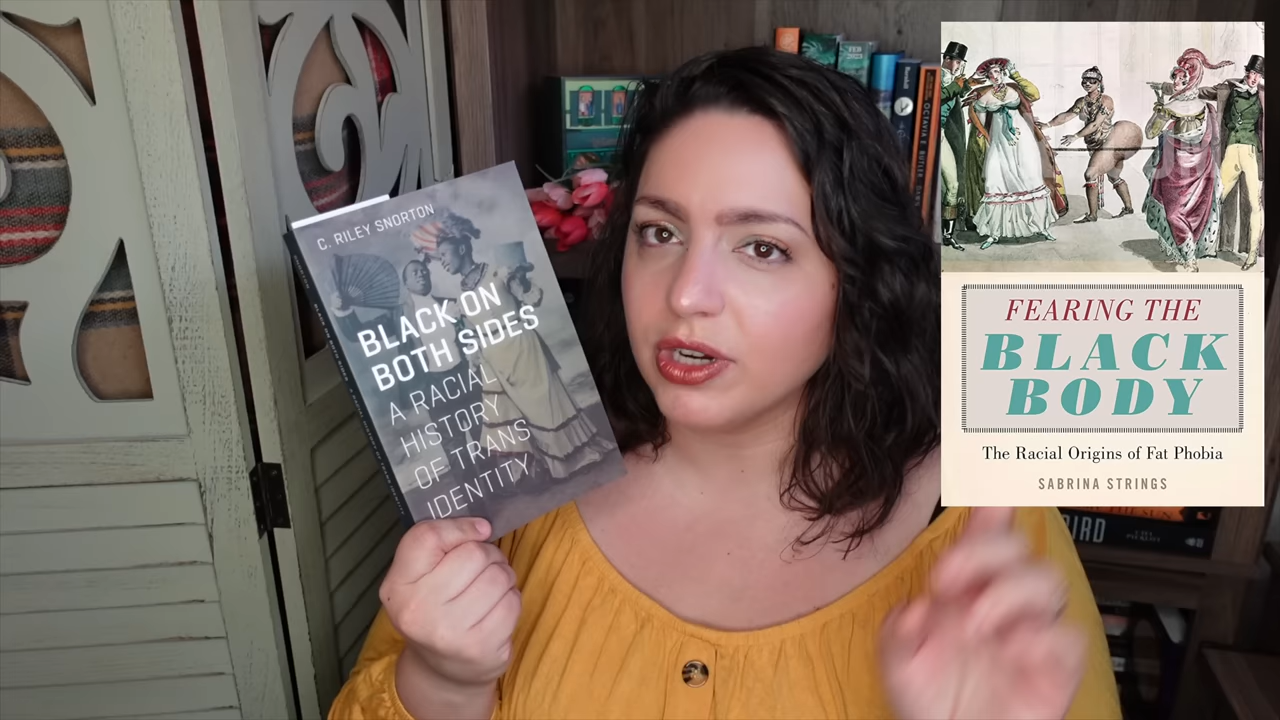 C. RILEY SNORTON
BLACK ON
BOTH SIDES
A RACIAL
HISTORY
OF TRANS
IDENTITY
OCTAVIA E. BUTLER
FEARING THE
BLACK
BODY
The Racial Origins of Fat Phobia
SABRINA STRINGS
BIRD